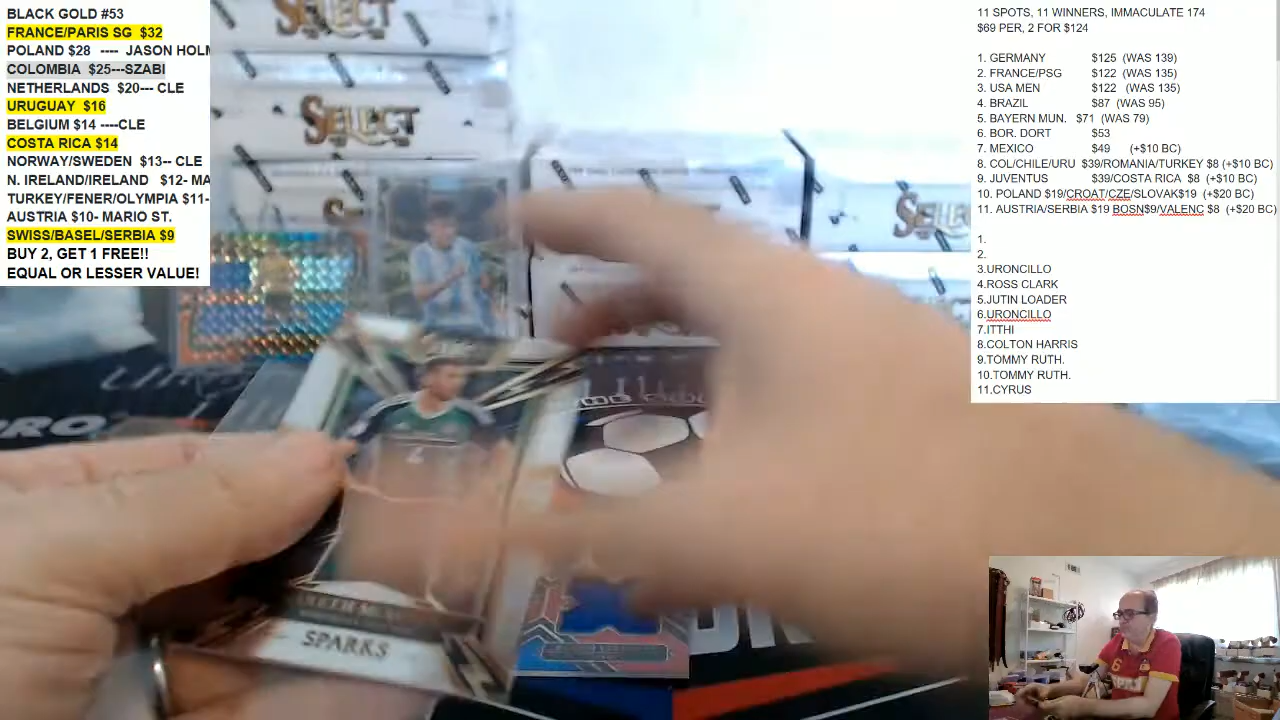 BLACK GOLD #53
FRANCE/PARIS SG $32
POLAND $28 ---- JASON HOLM
COLOMBIA $25---SZABI
NETHERLANDS $20--- CLE
URUGUAY $16
BELGIUM $14 ----CLE
COSTA RICA $14
NORWAY/SWEDEN $13-- CLE
N. IRELAND/IRELAND $12- MA
TURKEY/FENER/OLYMPIA $11-
AUSTRIA $10- MARIO ST.
SWISS/BASEL/SERBIA $9
BUY 2, GET 1 FREE!!
EQUAL OR LESSER VALUE!
SELECT
SELECT
SPARKS
PRO
11 SPOTS, 11 WINNERS, IMMACULATE 174
$69 PER, 2 FOR $124
1. GERMANY $125 (WAS 139)
2. FRANCE/PSG $122 (WAS 135)
3. USA MEN $122 (WAS 135)
4. BRAZIL $87 (WAS 95)
5. BAYERN MUN. $71 (WAS 79)
6. BOR. DORT $53
7. MEXICO $49 (+$10 BC)
8. COL/CHILE/URU $39/ROMANIA/TURKEY $8 (+$10 BC)
9. JUVENTUS $39/COSTA RICA $8 (+$10 BC)
10. POLAND $19/CROAT/CZE/SLOVAK$19 (+$20 BC)
11. AUSTRIA/SERBIA $19 BOSN$9/VALENC $8 (+$20 BC)
1.
2.
3.URONCILLO
4.ROSS CLARK
5.JUTIN LOADER
6.URONCILLO
7.ITTHI
8.COLTON HARRIS
9.TOMMY RUTH.
10.TOMMY RUTH.
11.CYRUS